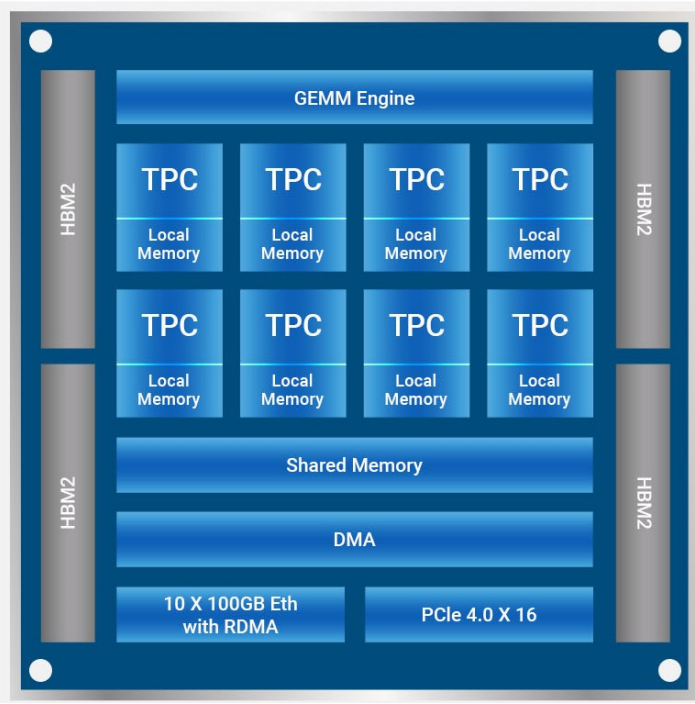 GEMM Engine
HBM2
HBM2
TPC
TPC
TPC
TPC
Local
Memory
Local
Memory
Local
Memory
Local
Memory
TPC
TPC
TPC
TPC
Local
Memory
Local
Memory
Local
Memory
Local
Memory
HBM2
HBM2
Shared Memory
DMA
10 X 100GB Eth
with RDMA
PCIe 4.0 X 16